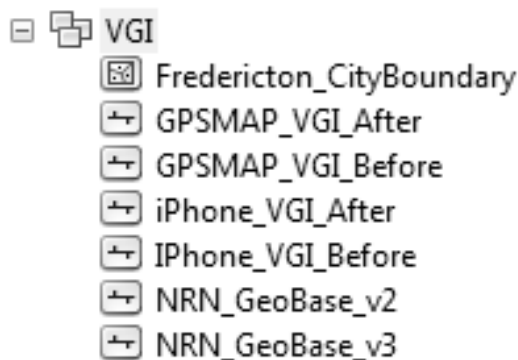 VGI
Fredericton_CityBoundary
GPSMAP_VGI_After
GPSMAP_VGI_Before
iPhone_VGI_After
IPhone_VGI_Before
NRN_GeoBase_v2
NRN_GeoBase_v3